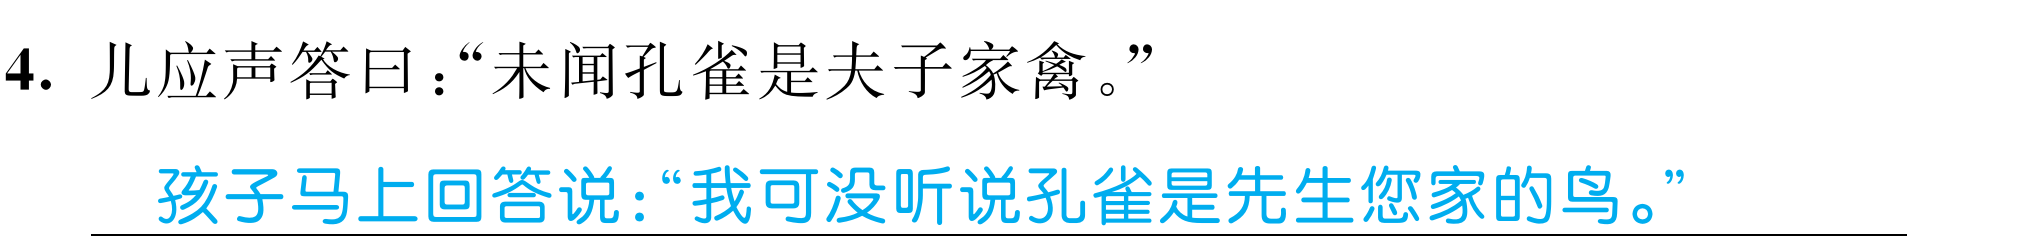 4. 儿应声答曰：“未闻孔雀是夫子家禽。”
孩子马上回答说：“我可没听说孔雀是先生您家的鸟。”